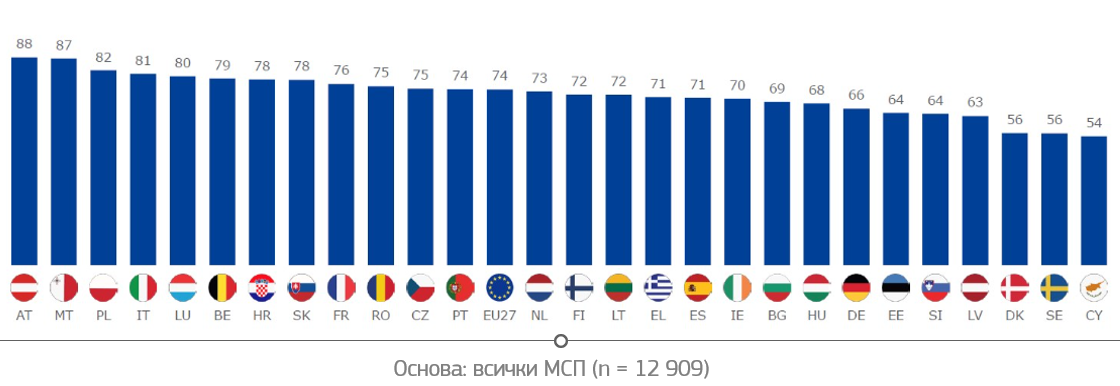 88 87 82 81 80 79 78 78 76 75 75 74 74 73 72 72 71 71 70 69 68 66 64 64 63 56 56 54
AT MT PL IT LU BE HR SK FR RO CZ PT EU27 NL FI LT EL ES IE BG HU DE EE SI LV DK SE CY
Основа: всички МСП (n = 12 909)